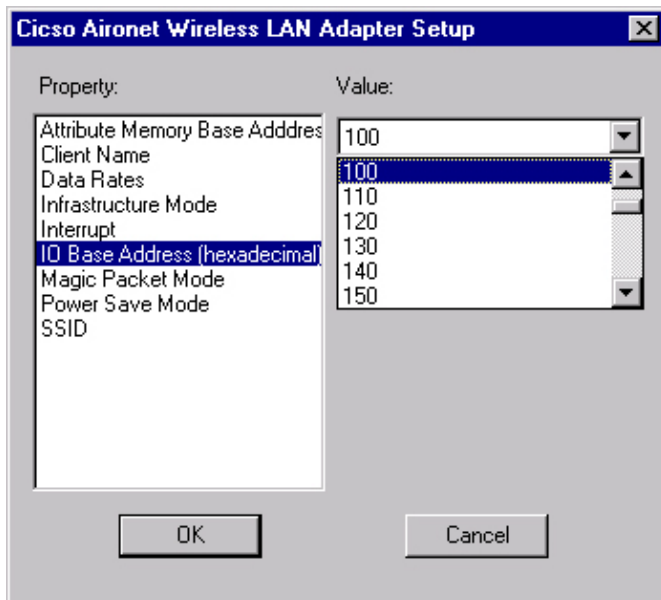 Cicso Aironet Wireless LAN Adapter Setup
Property:
Value:
Attribute Memory Base Adddres
Client Name
Data Rates
Infrastructure Mode
Interrupt
IO Base Address (hexadecimal)
Magic Packet Mode
Power Save Mode
SSID
100
100
110
120
130
140
150
OK
Cancel